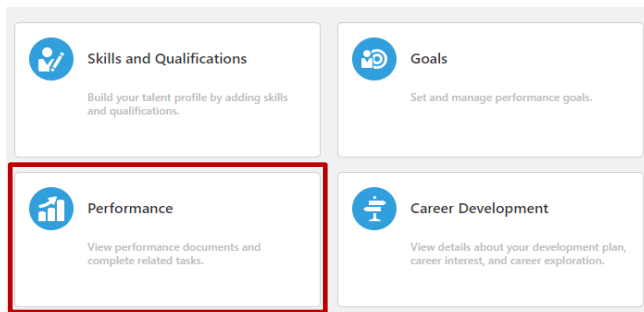 Skills and Qualifications
Build your talent profile by adding skills
and qualifications.
Goals
Set and manage performance goals.
Performance
View performance documents and
complete related tasks.
Career Development
View details about your development plan,
career interest, and career exploration.